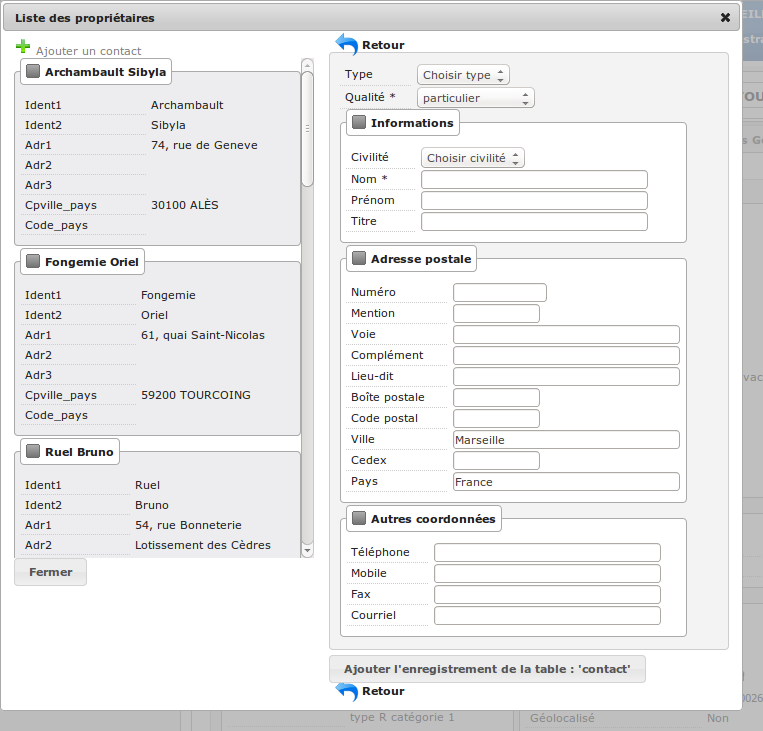 Liste des propriétaires
Ajouter un contact
Archambault Sibyla
Ident1 Archambault
Ident2 Sibyla
Adr1 74, rue de Geneve
Adr2
Adr3
Cpville_pays 30100 ALÈS
Code_pays
Fongemie Oriel
Ident1 Fongemie
Ident2 Oriel
Adr1 61, quai Saint-Nicolas
Adr2
Adr3
Cpville_pays 59200 TOURCOING
Code_pays
Ruel Bruno
Ident1 Ruel
Ident2 Bruno
Adr1 54, rue Bonneterie
Adr2 Lotissement des Cèdres
Fermer
Retour
Type Choisir type
Qualité * particulier
Informations
Civilité Choisir civilité
Nom *
Prénom
Titre
Adresse postale
Numéro
Mention
Voie
Complément
Lieu-dit
Boîte postale
Code postal
Ville Marseille
Cedex
Pays France
Autres coordonnées
Téléphone
Mobile
Fax
Courriel
Ajouter l'enregistrement de la table : 'contact'
Retour
type R catégorie 1
Géolocalisé Non